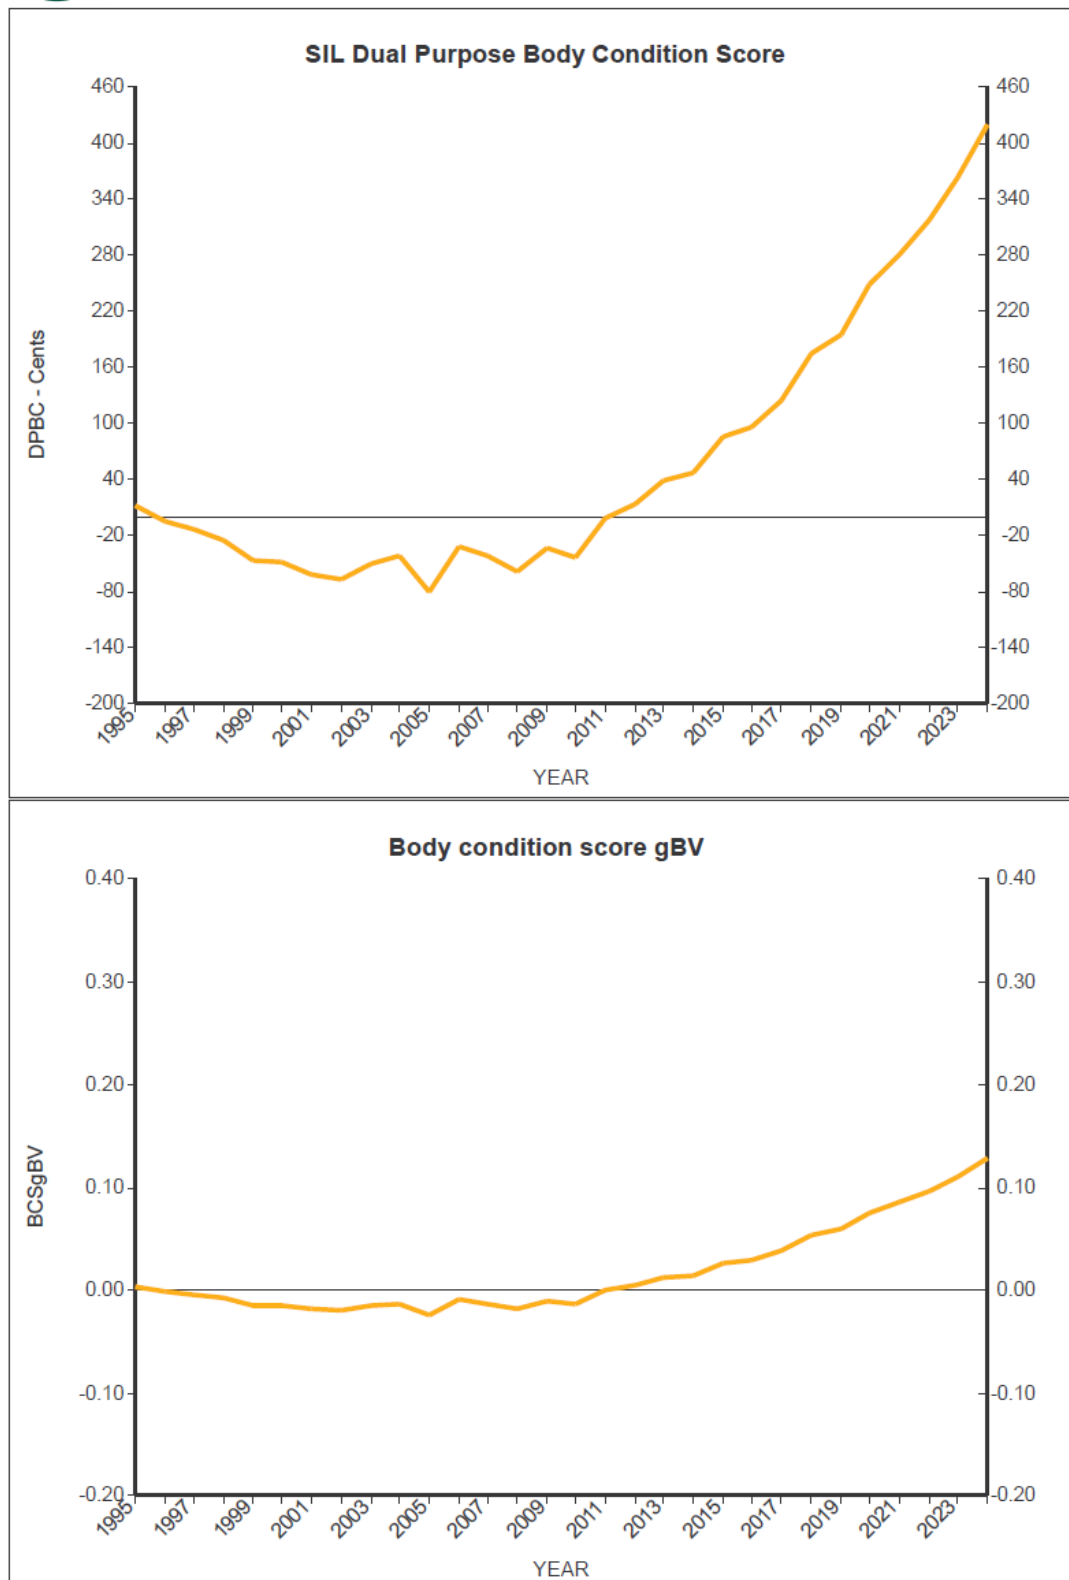 SIL Dual Purpose Body Condition Score
460 460
400 400
340 340
280 280
220 220
160 160
100 100
40 40
-20 -20
-80 -80
-140 -140
-200 -200
DPBC - Cents
1995 1997 1999 2001 2003 2005 2007 2009 2011 2013 2015 2017 2019 2021 2023
YEAR
Body condition score gBV
0.40 0.40
0.30 0.30
0.20 0.20
0.10 0.10
0.00 0.00
-0.10 -0.10
-0.20 -0.20
BCSgBV
1995 1997 1999 2001 2003 2005 2007 2009 2011 2013 2015 2017 2019 2021 2023
YEAR